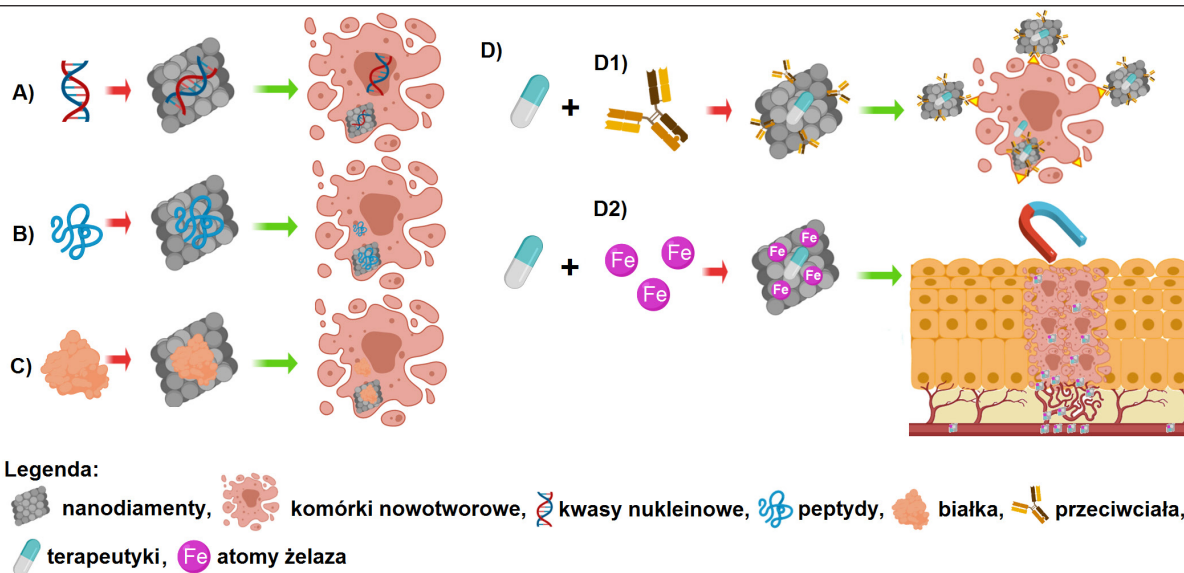 A)
B)
C)
D)
D1)
+
D2)
+
Fe
Fe
Fe
Fe
Fe
Fe
Fe
Legenda:
nanodiamenty, komórki nowotworowe, kwasy nukleinowe, peptydy, białka, przeciwciała,
terapeutyki, Fe atomy żelaza